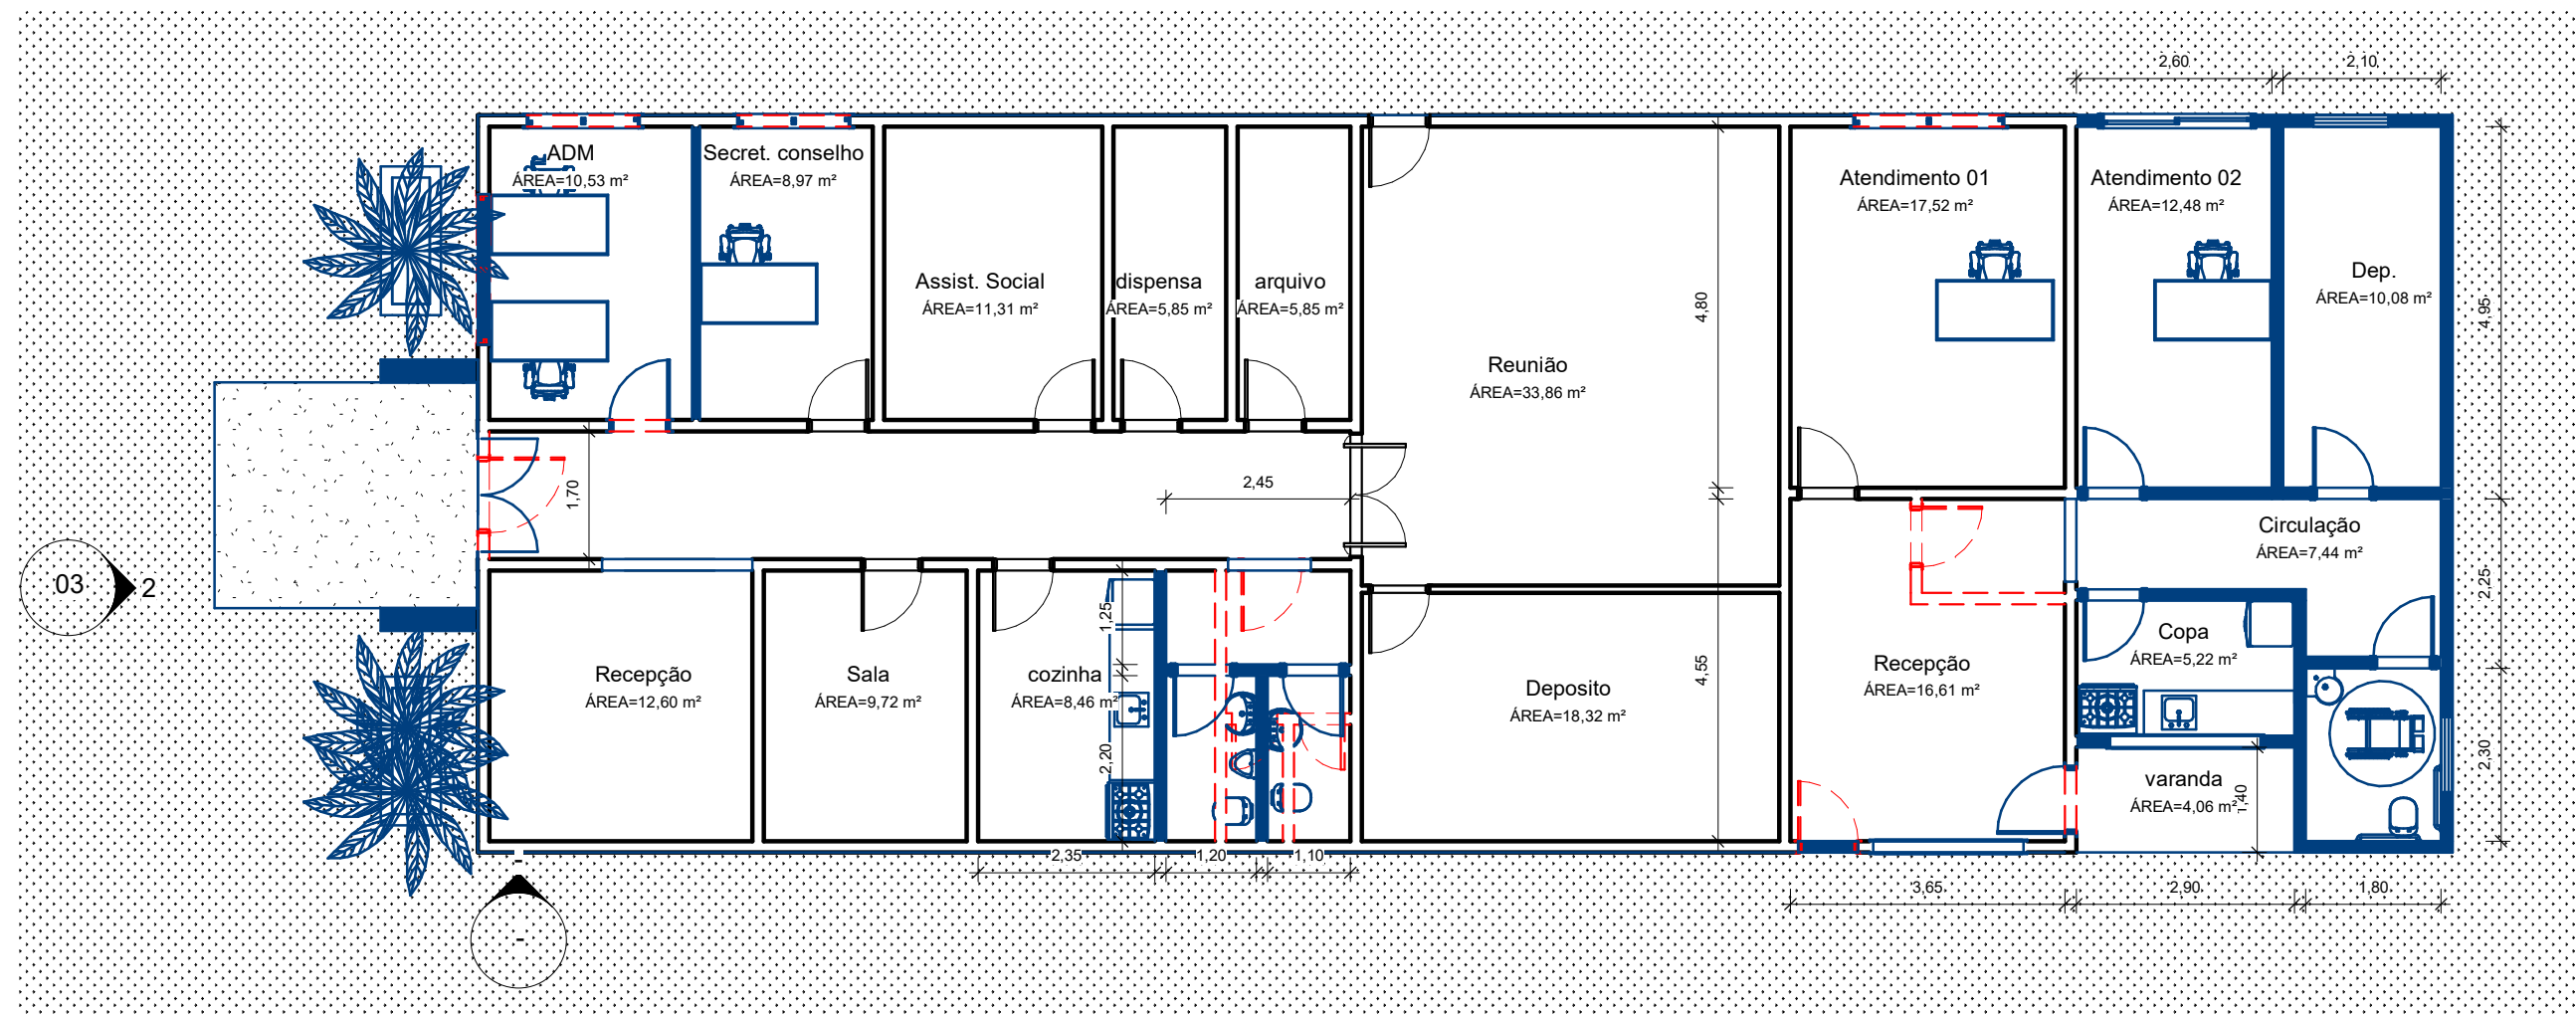 2,60
2,10
ADM
ÁREA=10,53 m²
Secret. conselho
ÁREA=8,97 m²
Assist. Social
ÁREA=11,31 m²
dispensa
ÁREA=5,85 m²
arquivo
ÁREA=5,85 m²
Reunião
ÁREA=33,86 m²
4,80
Atendimento 01
ÁREA=17,52 m²
Atendimento 02
ÁREA=12,48 m²
Dep.
ÁREA=10,08 m²
4,95
1,70
2,45
Circulação
ÁREA=7,44 m²
2,25
03
2
Recepção
ÁREA=12,60 m²
Sala
ÁREA=9,72 m²
cozinha
ÁREA=8,46 m²
1,25
2,20
Deposito
ÁREA=18,32 m²
4,55
Recepção
ÁREA=16,61 m²
Copa
ÁREA=5,22 m²
varanda
ÁREA=4,06 m²
1,40
2,30
2,35
1,20
1,10
3,65
2,90
1,80
-
-